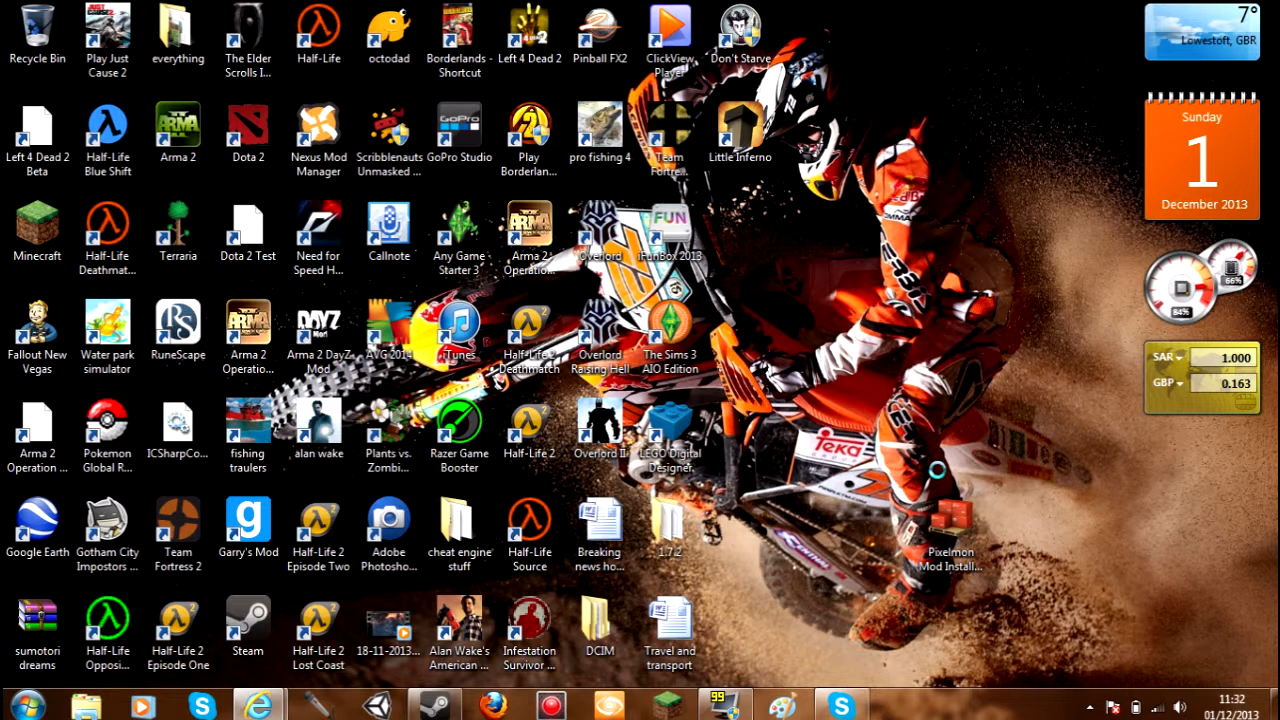 Recycle Bin
Play Just
Cause 2
everything
The Elder
Scrolls I...
Half-Life
octodad
Borderlands -
Shortcut
Left 4 Dead 2
Pinball FX2
ClickView
Player
Don't Starve
Left 4 Dead 2
Beta
Half-Life
Blue Shift
Arma 2
Dota 2
Nexus Mod
Manager
Scribblenauts
Unmasked ...
GoPro Studio
Play
Borderlan...
pro fishing 4
Team
Fortre...
Little Inferno
Minecraft
Half-Life
Deathmat...
Terraria
Dota 2 Test
Need for
Speed H...
Callnote
Any Game
Starter 3
Arma 2
Operatio...
Overlord
iFunBox 2013
Fallout New
Vegas
Water park
simulator
RuneScape
Arma 2
Operatio...
Arma 2 DayZ
Mod
AVG 2014
iTunes
Half-Life 2
Deathmatch
Overlord
Raising Hell
The Sims 3
AIO Edition
Arma 2
Operation ...
Pokemon
Global R...
ICSharpCo...
fishing
traulers
alan wake
Plants vs.
Zombi...
Razer Game
Booster
Half-Life 2
Overlord II
LEGO Digital
Designer
Google Earth
Gotham City
Impostors ...
Team
Fortress 2
Garry's Mod
Half-Life 2
Episode Two
Adobe
Photosho...
cheat engine
stuff
Half-Life
Source
Breaking
news ho...
1.7.2
Pixelmon
Mod Install...
sumotori
dreams
Half-Life
Opposi...
Half-Life 2
Episode One
Steam
Half-Life 2
Lost Coast
18-11-2013...
Alan Wake's
American ...
Infestation
Survivor ...
DCIM
Travel and
transport
7°
Lowestoft, GBR
Sunday
1
December 2013
66%
84%
SAR
1.000
GBP
0.163
ARMA
GoPro
FUN
DAYZ
Teka
99
11:32
01/12/2013